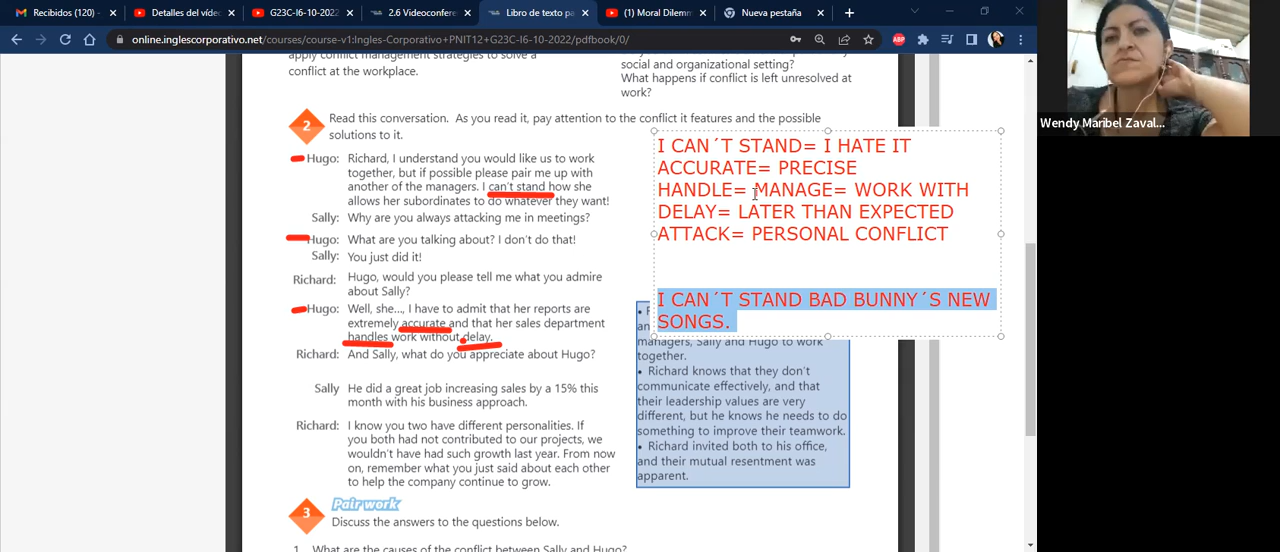 Recibidos (120) -
Detalles del víde
G23C-I6-10-2022
2.6 Videoconfere
Libro de texto pa
(1) Moral Dilemm
Nueva pestaña
online.inglescorporativo.net/courses/course-v1:Ingles-Corporativo+PNIT12+G23C-I6-10-2022/pdfbook/0/
ABP
apply conflict management strategies to solve a
conflict at the workplace.
social and organizational setting?
What happens if conflict is left unresolved at
work?
2
Read this conversation. As you read it, pay attention to the conflict it features and the possible
solutions to it.
Hugo: Richard, I understand you would like us to work
together, but if possible please pair me up with
another of the managers. I can't stand how she
allows her subordinates to do whatever they want!
Sally: Why are you always attacking me in meetings?
Hugo: What are you talking about? I don't do that!
Sally: You just did it!
Richard: Hugo, would you please tell me what you admire
about Sally?
Hugo: Well, she..., I have to admit that her reports are
extremely accurate and that her sales department
handles work without delay.
Richard: And Sally, what do you appreciate about Hugo?
Sally He did a great job increasing sales by a 15% this
month with his business approach.
Richard: I know you two have different personalities. If
you both had not contributed to our projects, we
wouldn't have had such growth last year. From now
on, remember what you just said about each other
to help the company continue to grow.
I CAN´T STAND= I HATE IT
ACCURATE= PRECISE
HANDLE= MANAGE= WORK WITH
DELAY= LATER THAN EXPECTED
ATTACK= PERSONAL CONFLICT
I CAN´T STAND BAD BUNNY´S NEW
SONGS.
managers, Sally and Hugo to work
together.
• Richard knows that they don't
communicate effectively, and that
their leadership values are very
different, but he knows he needs to do
something to improve their teamwork.
• Richard invited both to his office,
and their mutual resentment was
apparent.
3
Pair work
Discuss the answers to the questions below.
1. What are the causes of the conflict between Sally and Hugo?
Wendy Maribel Zaval...